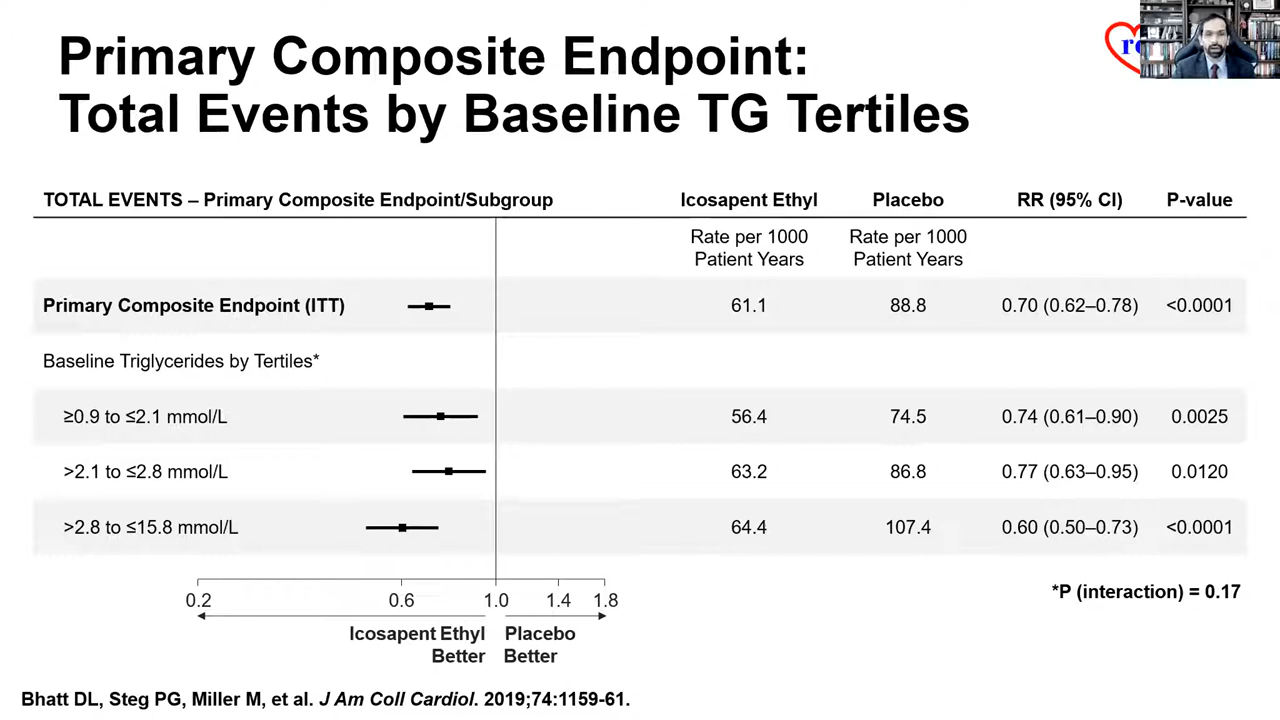 Primary Composite Endpoint:
Total Events by Baseline TG Tertiles
TOTAL EVENTS – Primary Composite Endpoint/Subgroup Icosapent Ethyl Placebo RR (95% CI) P-value
Rate per 1000 Patient Years Rate per 1000 Patient Years
Primary Composite Endpoint (ITT) 61.1 88.8 0.70 (0.62–0.78) <0.0001
Baseline Triglycerides by Tertiles*
≥0.9 to ≤2.1 mmol/L 56.4 74.5 0.74 (0.61–0.90) 0.0025
>2.1 to ≤2.8 mmol/L 63.2 86.8 0.77 (0.63–0.95) 0.0120
>2.8 to ≤15.8 mmol/L 64.4 107.4 0.60 (0.50–0.73) <0.0001
*P (interaction) = 0.17
0.2 0.6 1.0 1.4 1.8
Icosapent Ethyl Better Placebo Better
Bhatt DL, Steg PG, Miller M, et al. J Am Coll Cardiol. 2019;74:1159-61.